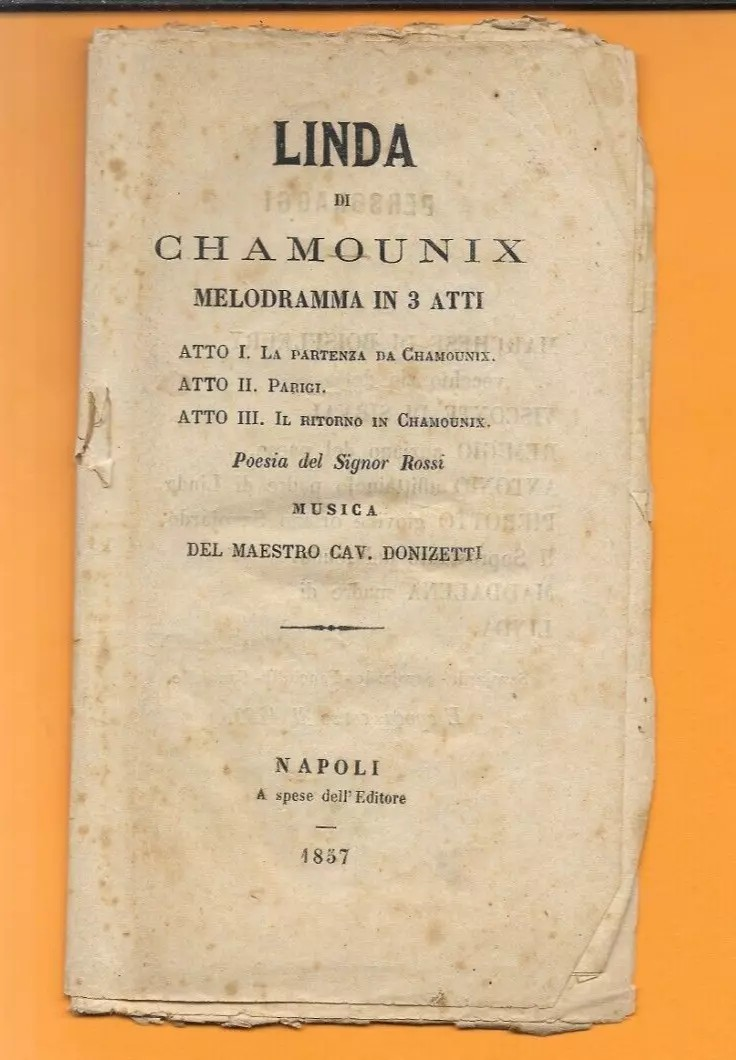 LINDA
DI
CHAMOUNIX
MELODRAMMA IN 3 ATTI
ATTO I. LA PARTENZA DA CHAMOUNIX.
ATTO II. PARIGI.
ATTO III. IL RITORNO IN CHAMOUNIX.
Poesia del Signor Rossi
MUSICA
DEL MAESTRO CAV. DONIZETTI
NAPOLI
A spese dell'Editore
1857